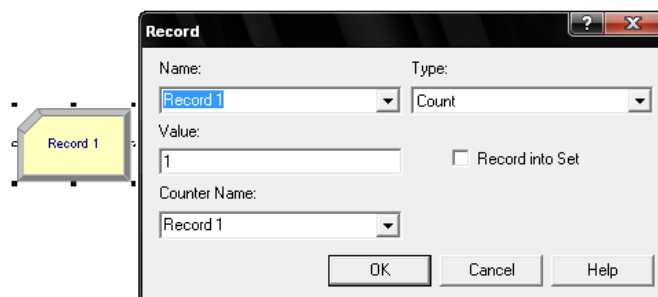 Record
?
X
Name:
Type:
Record 1
Count
Value:
1
Record into Set
Counter Name:
Record 1
OK
Cancel
Help
Record 1